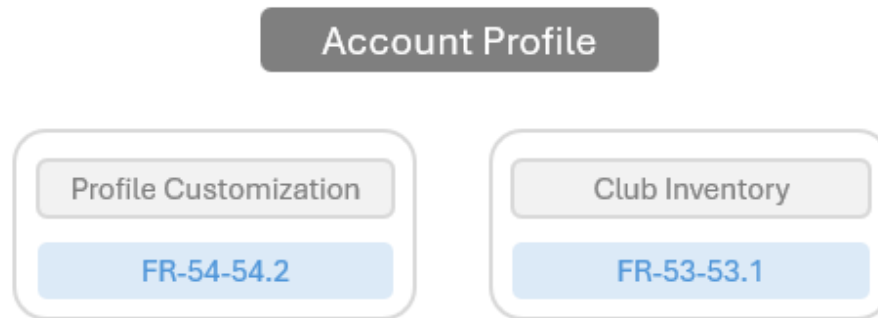 Account Profile
Profile Customization
FR-54-54.2
Club Inventory
FR-53-53.1